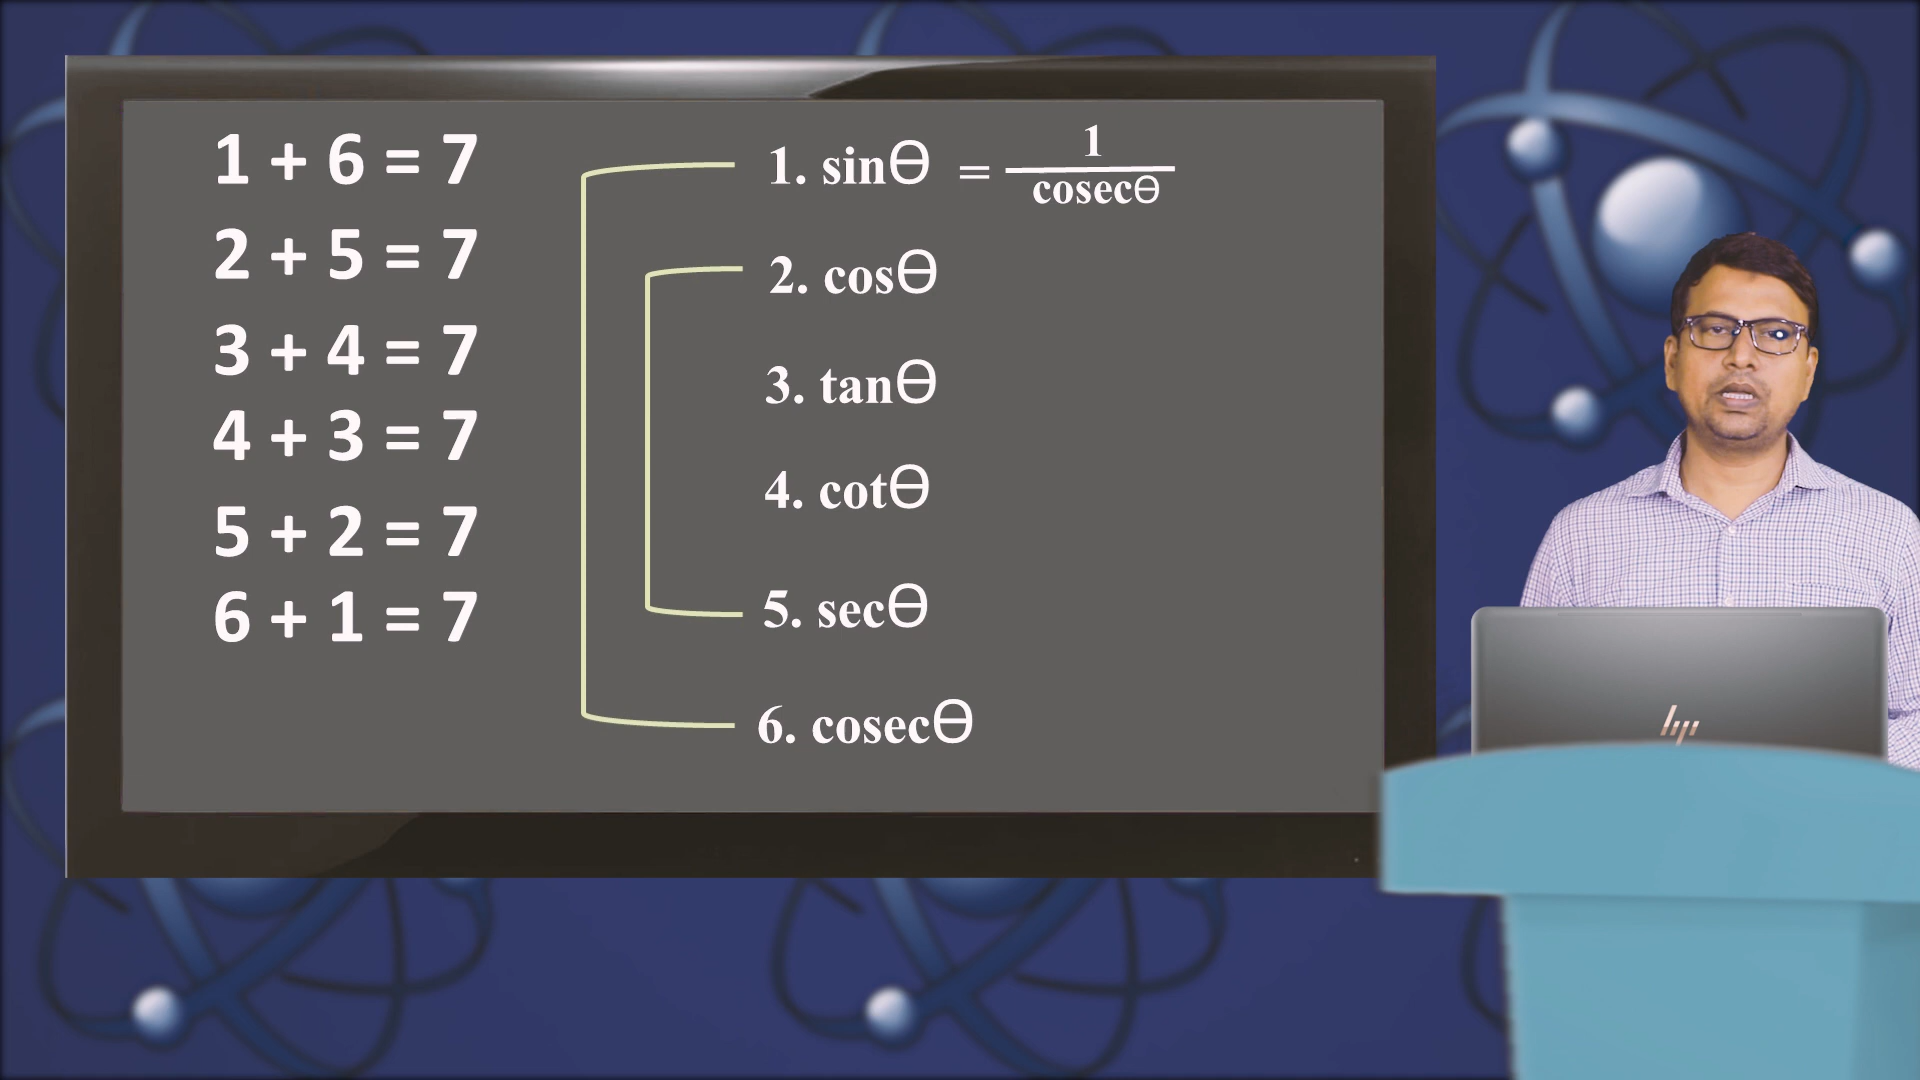 1 + 6 = 7
2 + 5 = 7
3 + 4 = 7
4 + 3 = 7
5 + 2 = 7
6 + 1 = 7
1. sinθ = 1/cosecθ
2. cosθ
3. tanθ
4. cotθ
5. secθ
6. cosecθ
hp